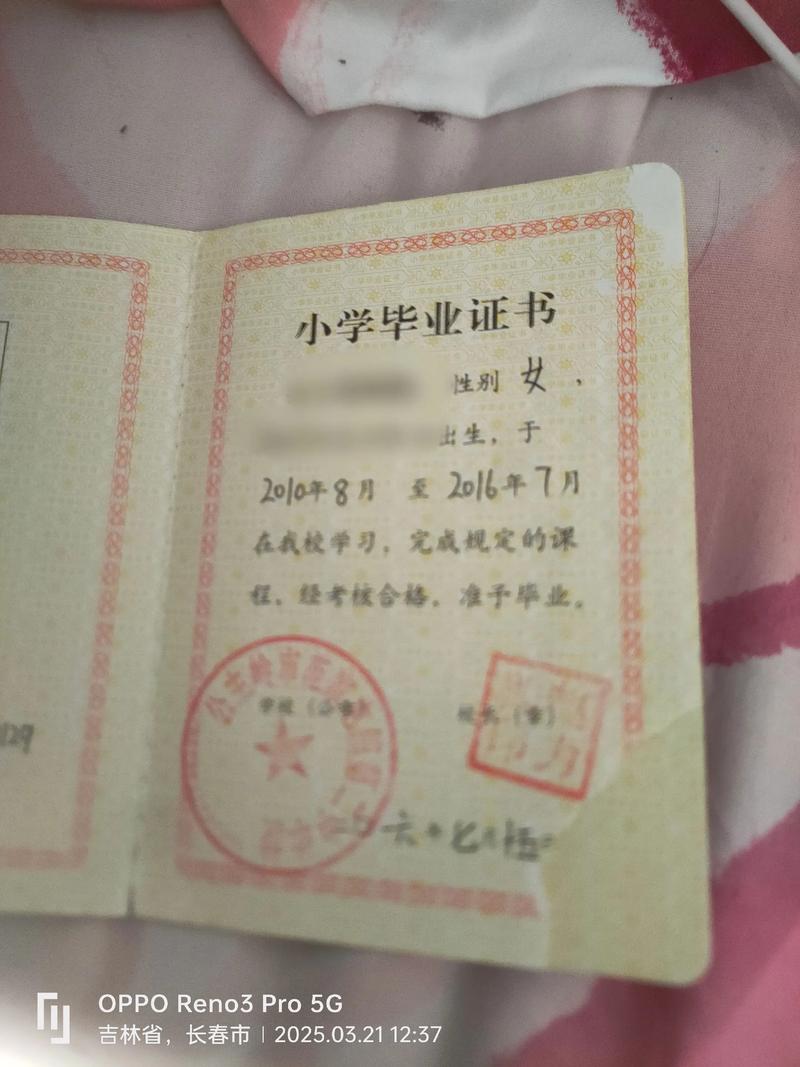 小学毕业证书
性别 女 ，
出生，于
2010年8月 至 2016年7月
在我校学习，完成规定的课
程，经考核合格，准予毕业。
学校（公章） 校长（章）
129
OPPO Reno3 Pro 5G
吉林省，长春市 | 2025.03.21 12:37